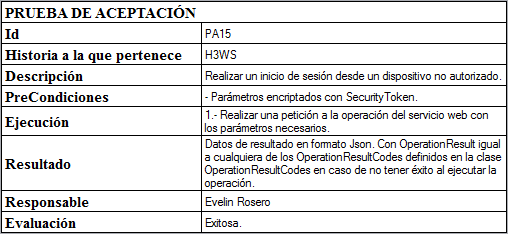 PRUEBA DE ACEPTACIÓN
Id PA15
Historia a la que pertenece H3WS
Descripción Realizar un inicio de sesión desde un dispositivo no autorizado.
PreCondiciones - Parámetros encriptados con SecurityToken.
Ejecución 1.- Realizar una petición a la operación del servicio web con
los parámetros necesarios.
Resultado Datos de resultado en formato Json. Con OperationResult igual
a cualquiera de los OperationResultCodes definidos en la clase
OperationResultCodes en caso de no tener éxito al ejecutar la
operación.
Responsable Evelin Rosero
Evaluación Exitosa.